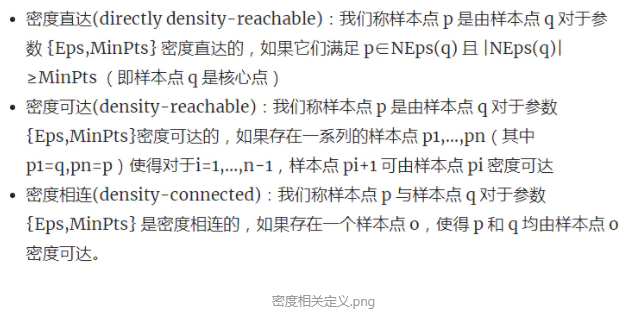 • 密度直达(directly density-reachable)：我们称样本点 p 是由样本点 q 对于参
数 {Eps,MinPts} 密度直达的，如果它们满足 p∈NEps(q) 且 |NEps(q)|
≥MinPts（即样本点 q 是核心点）
• 密度可达(density-reachable)：我们称样本点 p 是由样本点 q 对于参数
{Eps,MinPts}密度可达的，如果存在一系列的样本点 p1,...,pn（其中
p1=q,pn=p）使得对于i=1,...,n-1，样本点 pi+1 可由样本点 pi 密度可达
• 密度相连(density-connected)：我们称样本点 p 与样本点 q 对于参数
{Eps,MinPts} 是密度相连的，如果存在一个样本点 o，使得 p 和 q 均由样本点 o
密度可达。
密度相关定义.png